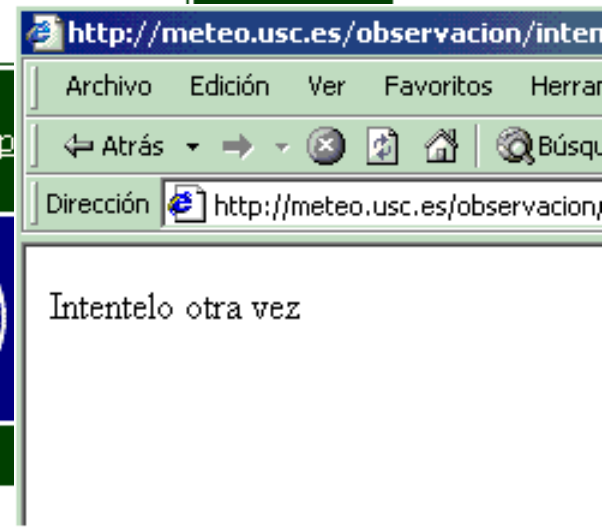 http://meteo.usc.es/observacion/inten
Archivo Edición Ver Favoritos Herrar
Atrás Búsqu
Dirección http://meteo.usc.es/observacion/
Intentelo otra vez